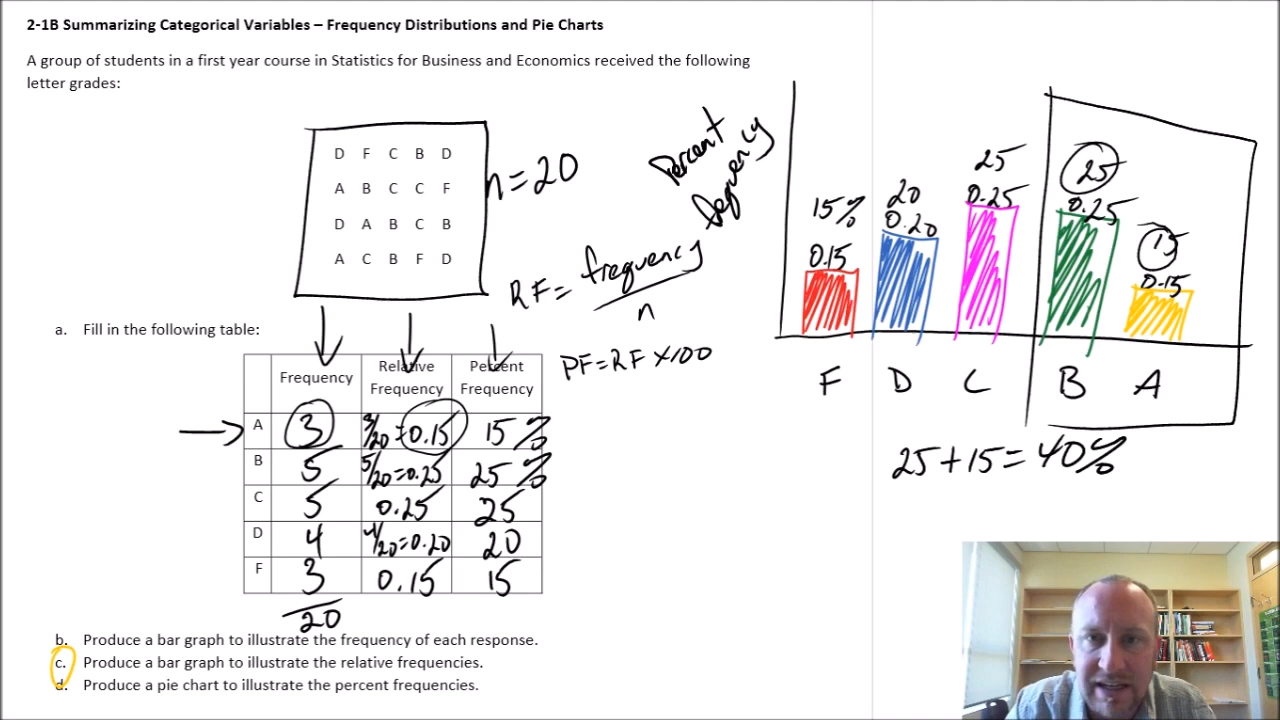 2-1B Summarizing Categorical Variables – Frequency Distributions and Pie Charts
A group of students in a first year course in Statistics for Business and Economics received the following
letter grades:
D F C B D
A B C C F
D A B C B
A C B F D
n=20
Percent
frequency
RF= frequency
n
PF=RF×100
a. Fill in the following table:
Frequency Relative Frequency Percent Frequency
A 3 3/20=0.15 15%
B 5 5/20=0.25 25%
C 5 0.25 25
D 4 4/20=0.20 20
F 3 0.15 15
20
15% 20 25 25 15
0.15 0.20 0.25 0.25 0.15
F D C B A
25+15=40%
b. Produce a bar graph to illustrate the frequency of each response.
c. Produce a bar graph to illustrate the relative frequencies.
d. Produce a pie chart to illustrate the percent frequencies.